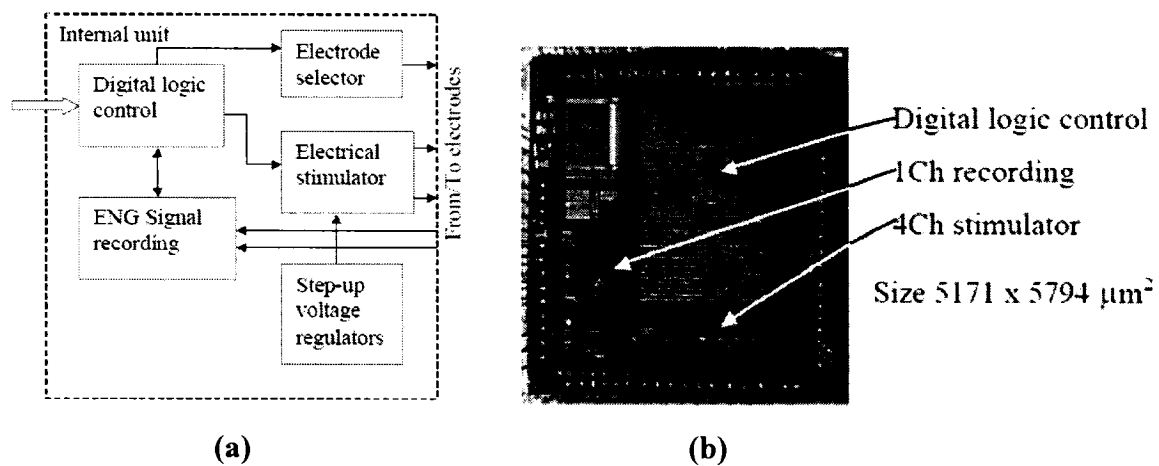 Internal unit
Digital logic
control
Electrode
selector
Electrical
stimulator
ENG Signal
recording
Step-up
voltage
regulators
From/To electrodes
Digital logic control
1Ch recording
4Ch stimulator
Size 5171 x 5794 μm²
(a)
(b)